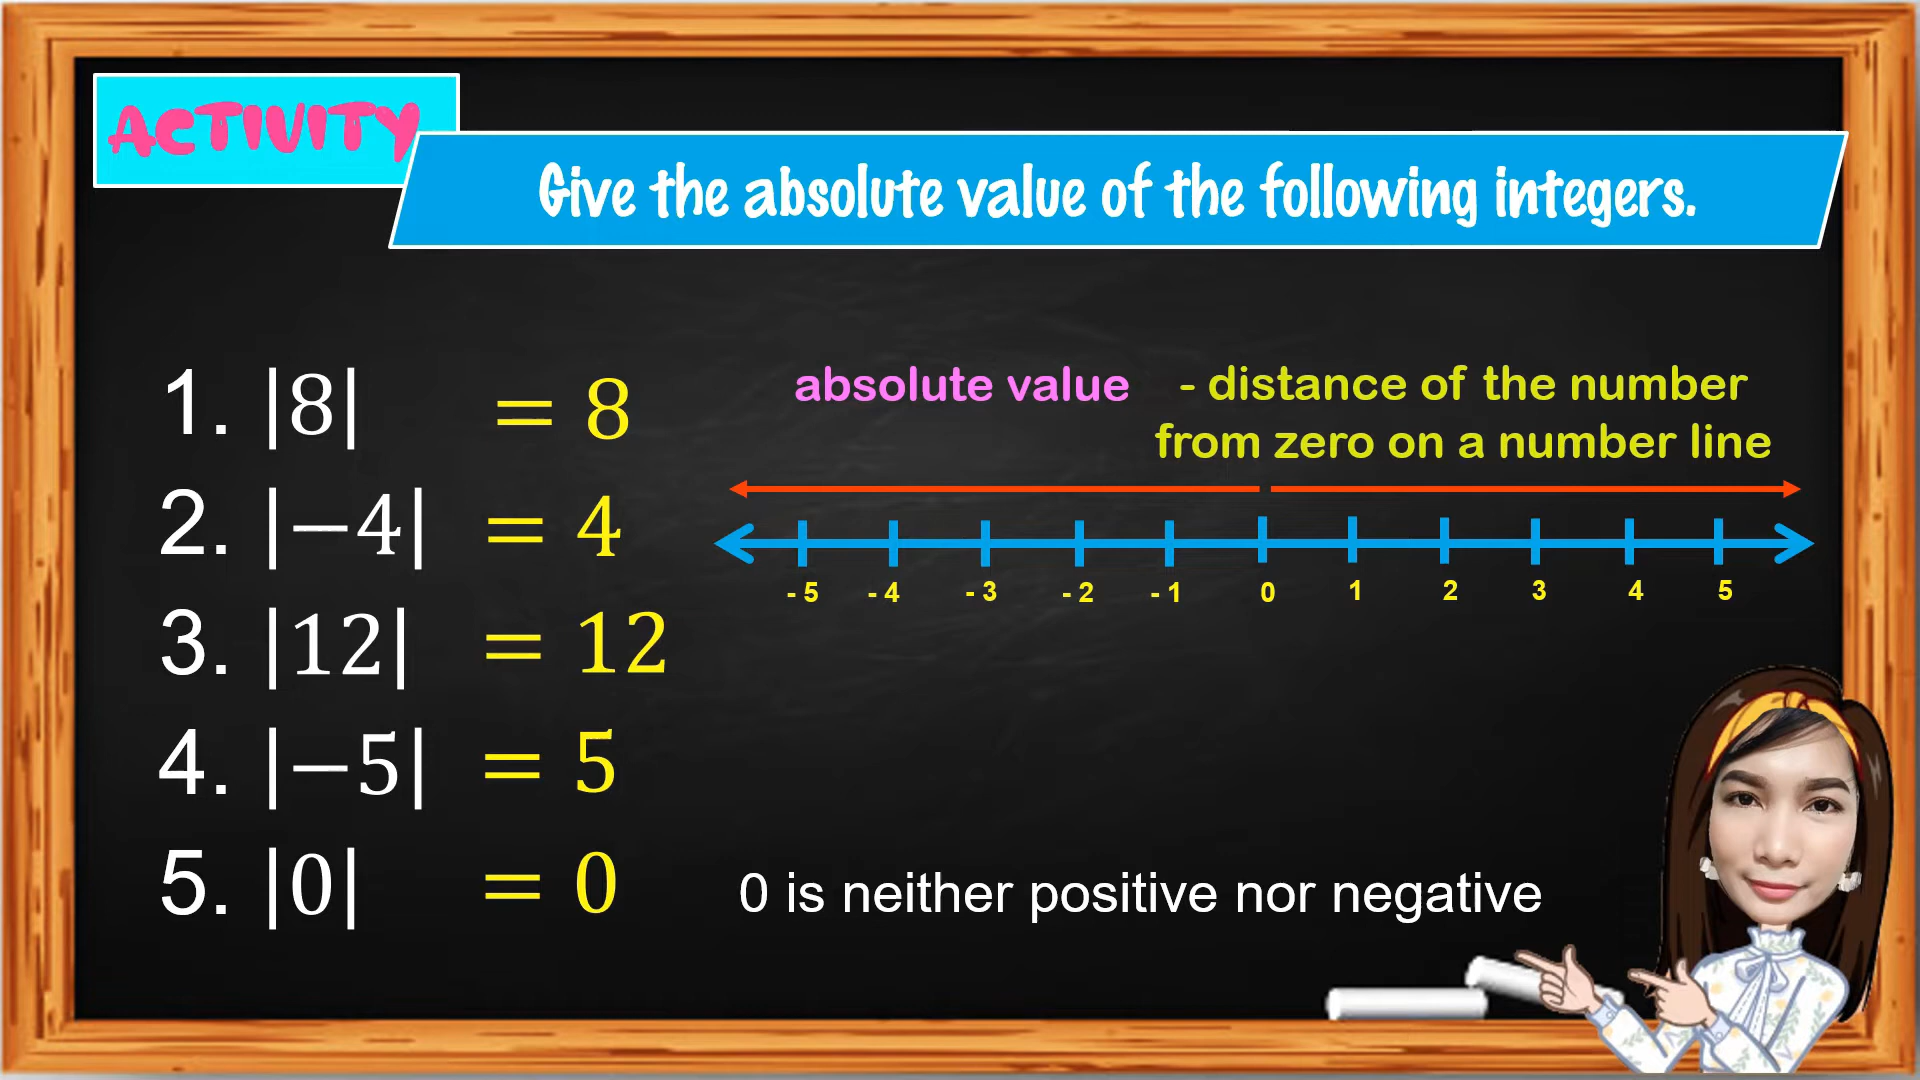 ACTIVITY
Give the absolute value of the following integers.
1. |8| = 8
absolute value - distance of the number
from zero on a number line
2. |−4| = 4
- 5 - 4 - 3 - 2 - 1 0 1 2 3 4 5
3. |12| = 12
4. |−5| = 5
5. |0| = 0
0 is neither positive nor negative